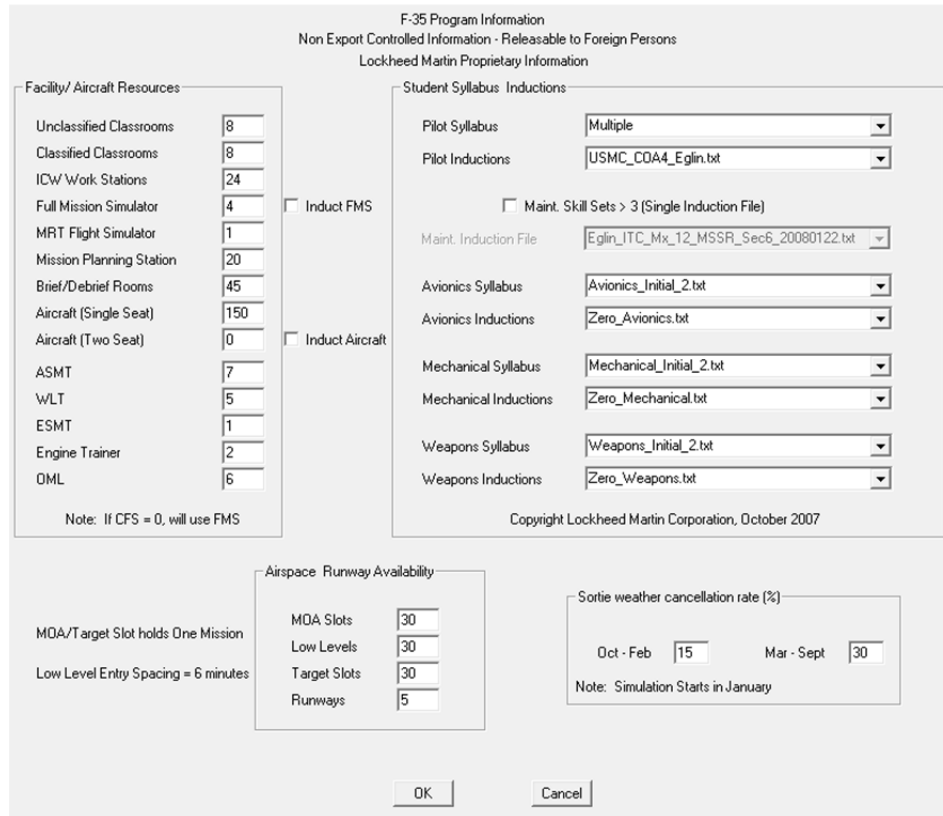 F-35 Program Information
Non Export Controlled Information - Releasable to Foreign Persons
Lockheed Martin Proprietary Information
Facility/ Aircraft Resources
Unclassified Classrooms 8
Classified Classrooms 8
ICW Work Stations 24
Full Mission Simulator 4 Induct FMS
MRT Flight Simulator 1
Mission Planning Station 20
Brief/Debrief Rooms 45
Aircraft (Single Seat) 150
Aircraft (Two Seat) 0 Induct Aircraft
ASMT 7
WLT 5
ESMT 1
Engine Trainer 2
OML 6
Note: If CFS = 0, will use FMS
Student Syllabus Inductions
Pilot Syllabus Multiple
Pilot Inductions USMC_COA4_Eglin.txt
Maint. Skill Sets > 3 (Single Induction File)
Maint. Induction File Eglin_ITC_Mx_12_MSSR_Sec6_20080122.txt
Avionics Syllabus Avionics_Initial_2.txt
Avionics Inductions Zero_Avionics.txt
Mechanical Syllabus Mechanical_Initial_2.txt
Mechanical Inductions Zero_Mechanical.txt
Weapons Syllabus Weapons_Initial_2.txt
Weapons Inductions Zero_Weapons.txt
Copyright Lockheed Martin Corporation, October 2007
MOA/Target Slot holds One Mission
Low Level Entry Spacing = 6 minutes
Airspace Runway Availability
MOA Slots 30
Low Levels 30
Target Slots 30
Runways 5
Sortie weather cancellation rate (%)
Oct - Feb 15 Mar - Sept 30
Note: Simulation Starts in January
OK Cancel